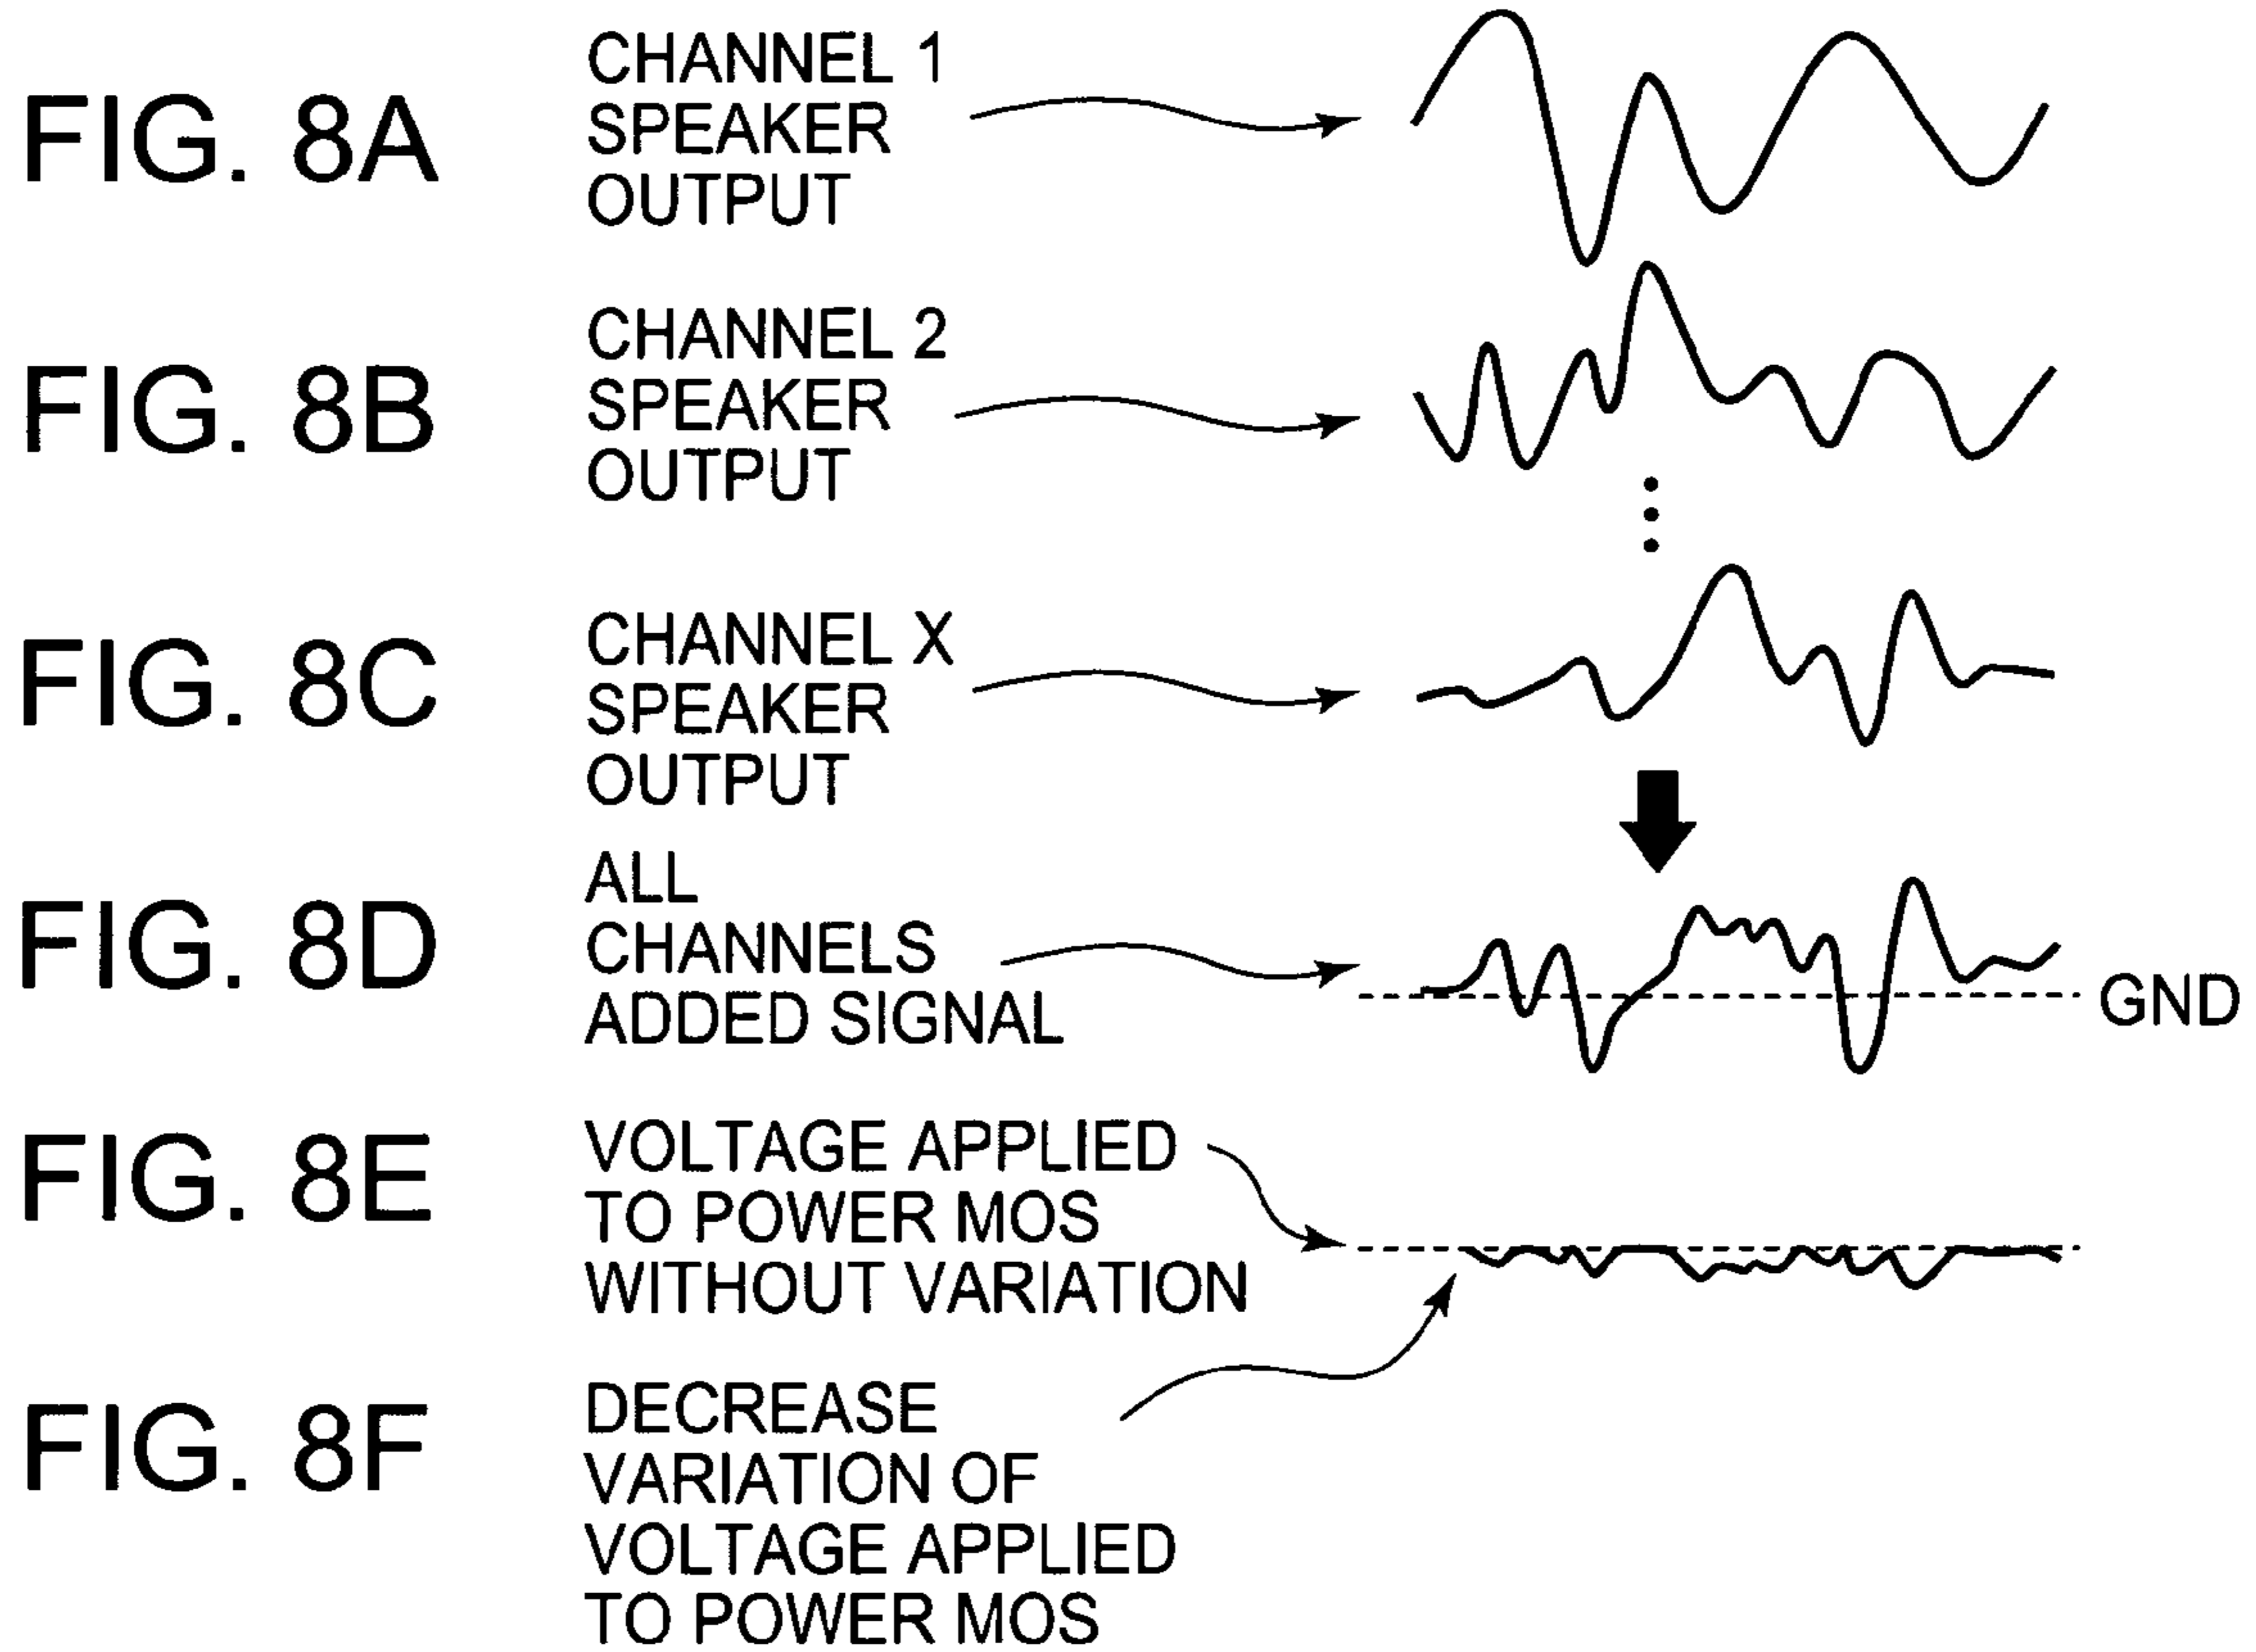 FIG. 8A
CHANNEL 1
SPEAKER
OUTPUT
FIG. 8B
CHANNEL 2
SPEAKER
OUTPUT
FIG. 8C
CHANNEL X
SPEAKER
OUTPUT
FIG. 8D
ALL
CHANNELS
ADDED SIGNAL
GND
FIG. 8E
VOLTAGE APPLIED
TO POWER MOS
WITHOUT VARIATION
FIG. 8F
DECREASE
VARIATION OF
VOLTAGE APPLIED
TO POWER MOS